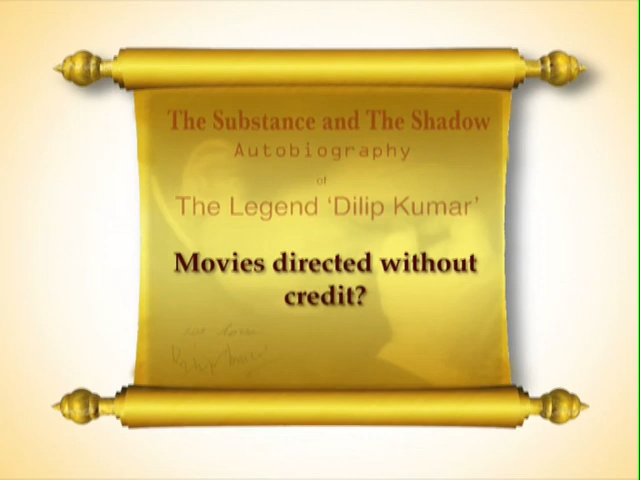 The Substance and The Shadow
Autobiography
of
The Legend ‘Dilip Kumar’
Movies directed without
credit?